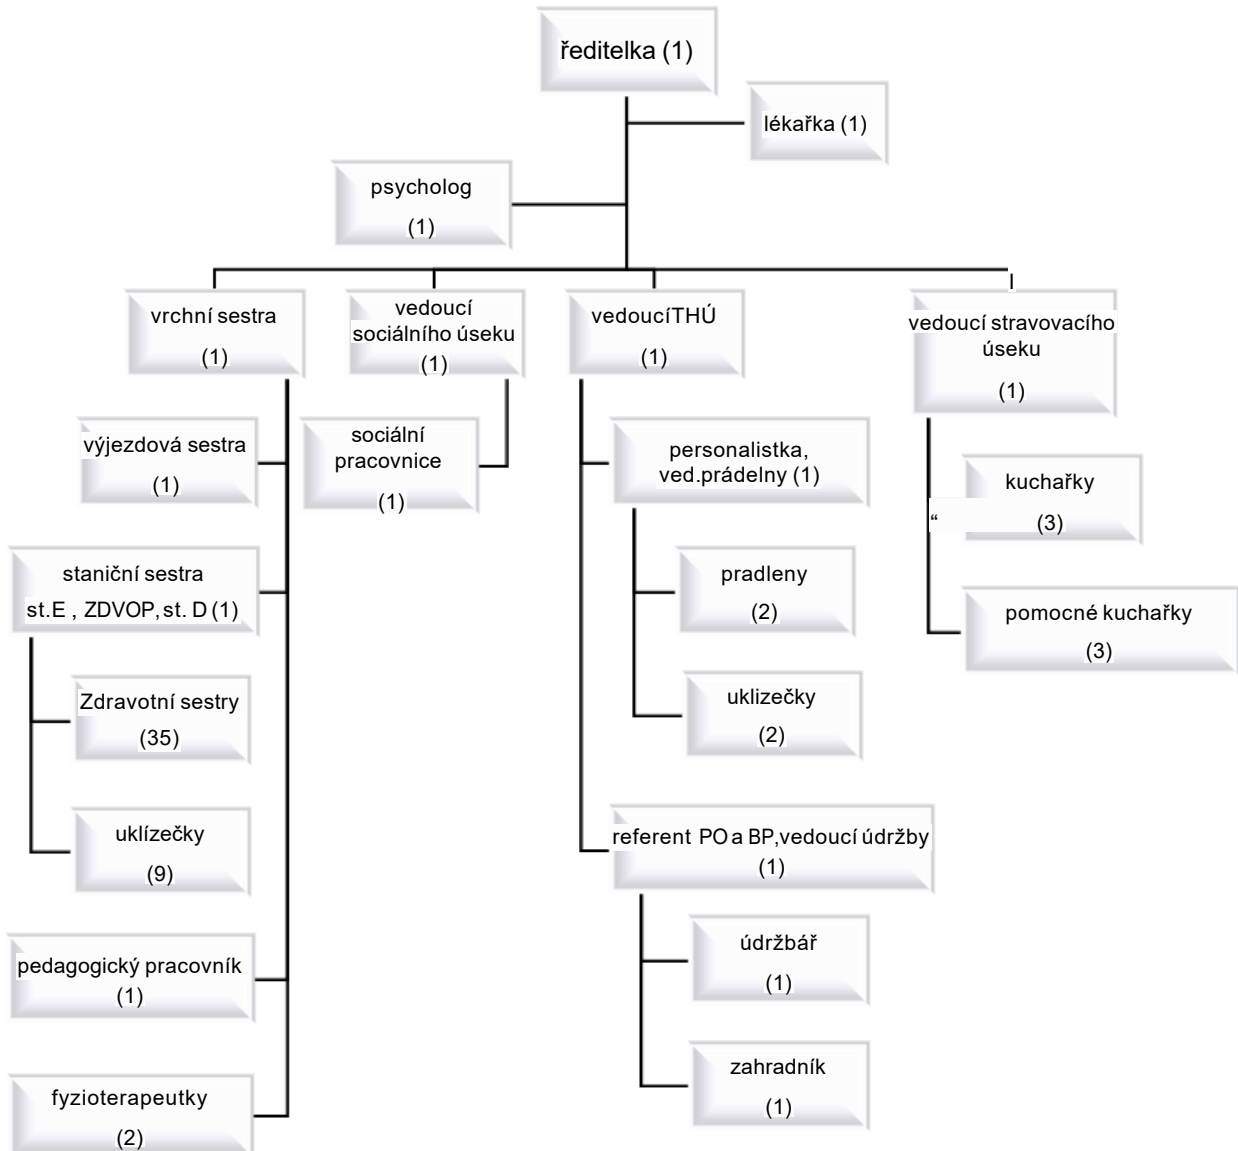 ředitelka (1)
lékařka (1)
psycholog
(1)
vrchní sestra
(1)
vedoucí
sociálního úseku
(1)
vedoucíTHÚ
(1)
vedoucí stravovacího
úseku
(1)
výjezdová sestra
(1)
sociální
pracovnice
(1)
personalistka,
ved.prádelny (1)
kuchařky
“ (3)
staniční sestra
st.E , ZDVOP, st. D (1)
pradleny
(2)
pomocné kuchařky
(3)
Zdravotní sestry
(35)
uklizečky
(2)
uklízečky
(9)
referent PO a BP,vedoucí údržby
(1)
pedagogický pracovník
(1)
údržbář
(1)
fyzioterapeutky
(2)
zahradník
(1)